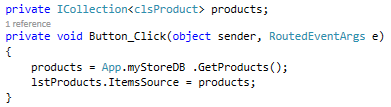 private ICollection<clsProduct> products;
1 reference
private void Button_Click(object sender, RoutedEventArgs e)
{
products = App.myStoreDB .GetProducts();
lstProducts.ItemsSource = products;
}